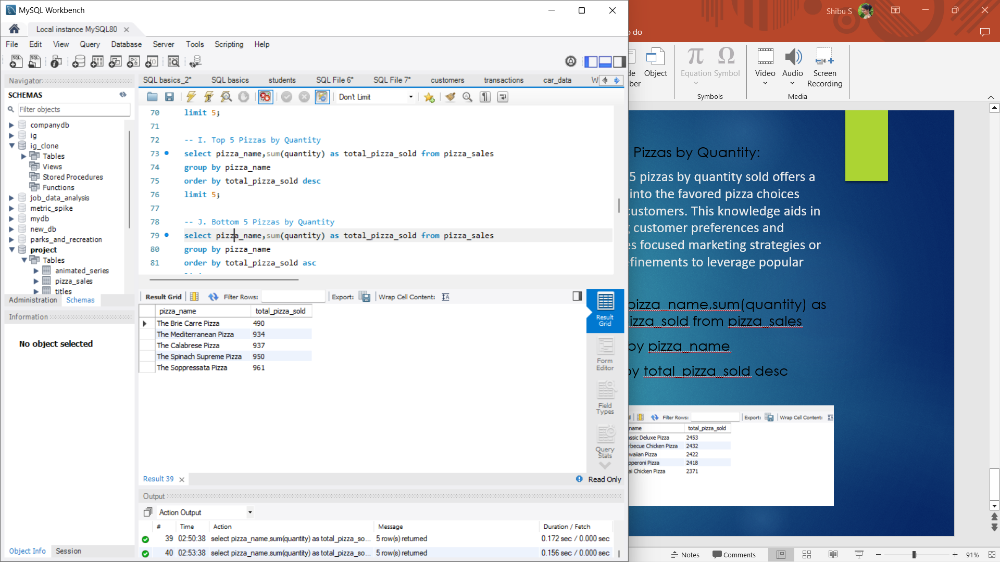 MySQL Workbench
Local instance MySQL80
File Edit View Query Database Server Tools Scripting Help
Navigator
SCHEMAS
Filter objects
companydb
ig
ig_clone
Tables
Views
Stored Procedures
Functions
job_data_analysis
metric_spike
mydb
new_db
parks_and_recreation
project
Tables
animated_series
pizza_sales
titles
Administration Schemas
Information
No object selected
Object Info Session
SQL basics_2* SQL basics students SQL File 6* SQL File 7* customers transactions car_data W
Don't Limit
70 limit 5;
71
72 -- I. Top 5 Pizzas by Quantity
73 select pizza_name,sum(quantity) as total_pizza_sold from pizza_sales
74 group by pizza_name
75 order by total_pizza_sold desc
76 limit 5;
77
78 -- J. Bottom 5 Pizzas by Quantity
79 select pizza_name,sum(quantity) as total_pizza_sold from pizza_sales
80 group by pizza_name
81 order by total_pizza_sold asc
Result Grid Filter Rows: Export: Wrap Cell Content:
pizza_name total_pizza_sold
The Brie Carre Pizza 490
The Mediterranean Pizza 934
The Calabrese Pizza 937
The Spinach Supreme Pizza 950
The Soppressata Pizza 961
Result Grid
Form Editor
Field Types
Query Stats
Result 39
Read Only
Output
Action Output
# Time Action Message Duration / Fetch
39 02:50:38 select pizza_name,sum(quantity) as total_pizza_so... 5 row(s) returned 0.172 sec / 0.000 sec
40 02:53:38 select pizza_name,sum(quantity) as total_pizza_so... 5 row(s) returned 0.156 sec / 0.000 sec
Shibu S
do
de Object
ber
Equation Symbol
Symbols
Video Audio Screen Recording
Media
Pizzas by Quantity:
5 pizzas by quantity sold offers a
into the favored pizza choices
customers. This knowledge aids in
customer preferences and
es focused marketing strategies or
efinements to leverage popular
pizza_name,sum(quantity) as
izza_sold from pizza_sales
by pizza_name
by total_pizza_sold desc
Filter Rows: Export: Wrap Cell Content:
name total_pizza_sold
assic Deluxe Pizza 2453
rbecue Chicken Pizza 2432
waiian Pizza 2422
pperoni Pizza 2418
ai Chicken Pizza 2371
Notes Comments 91%